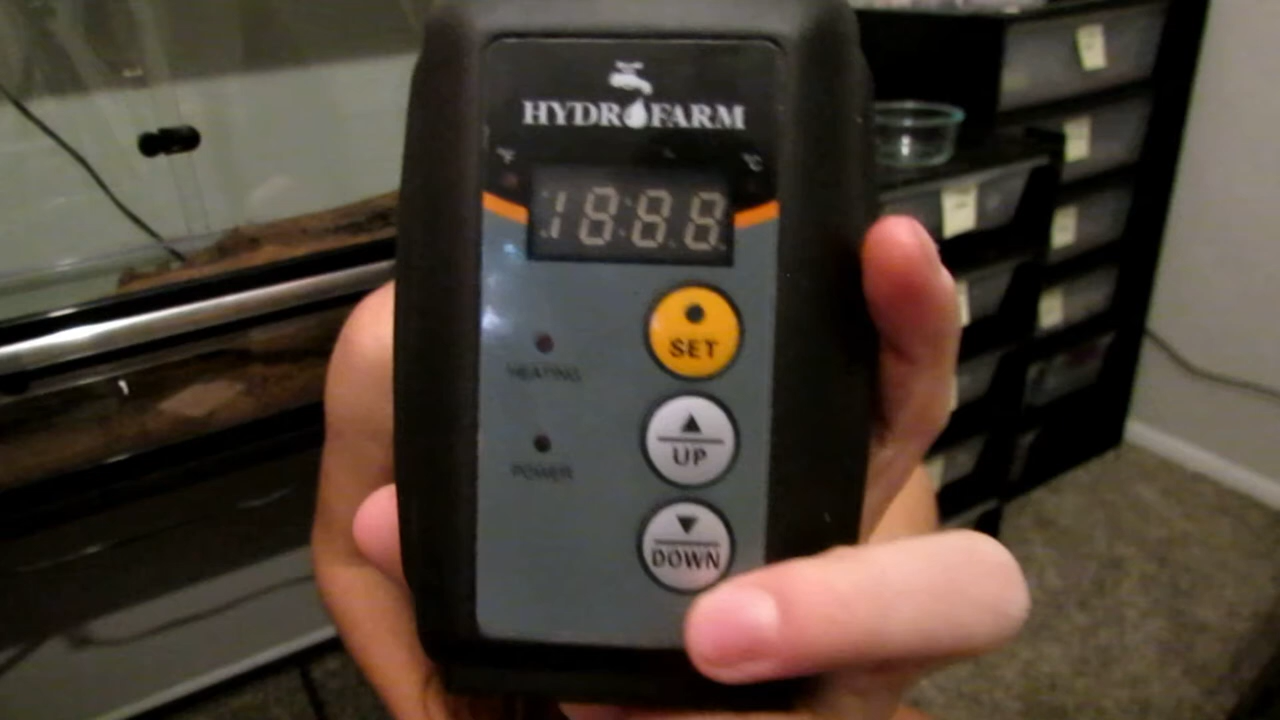 HYDROFARM
°F
°C
1888
SET
HEATING
UP
POWER
DOWN